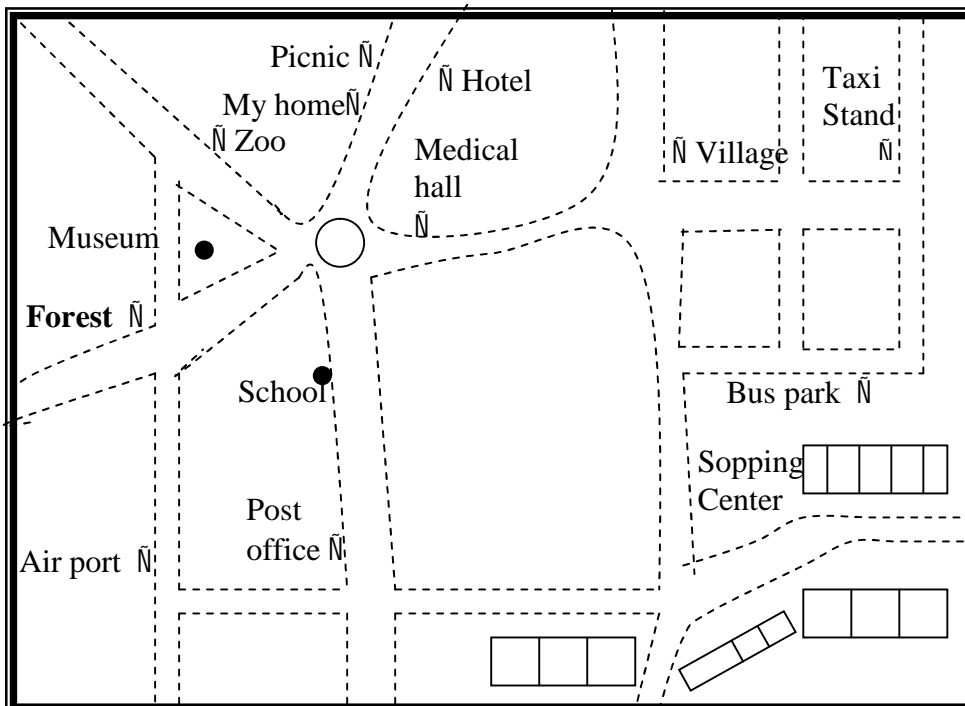 Picnic Ñ
My home Ñ
Ñ Zoo
Ñ Hotel
Medical
hall
Ñ
Taxi
Stand
Ñ
Ñ Village
Museum
Forest Ñ
School
Bus park Ñ
Sopping
Center
Post
office Ñ
Air port Ñ